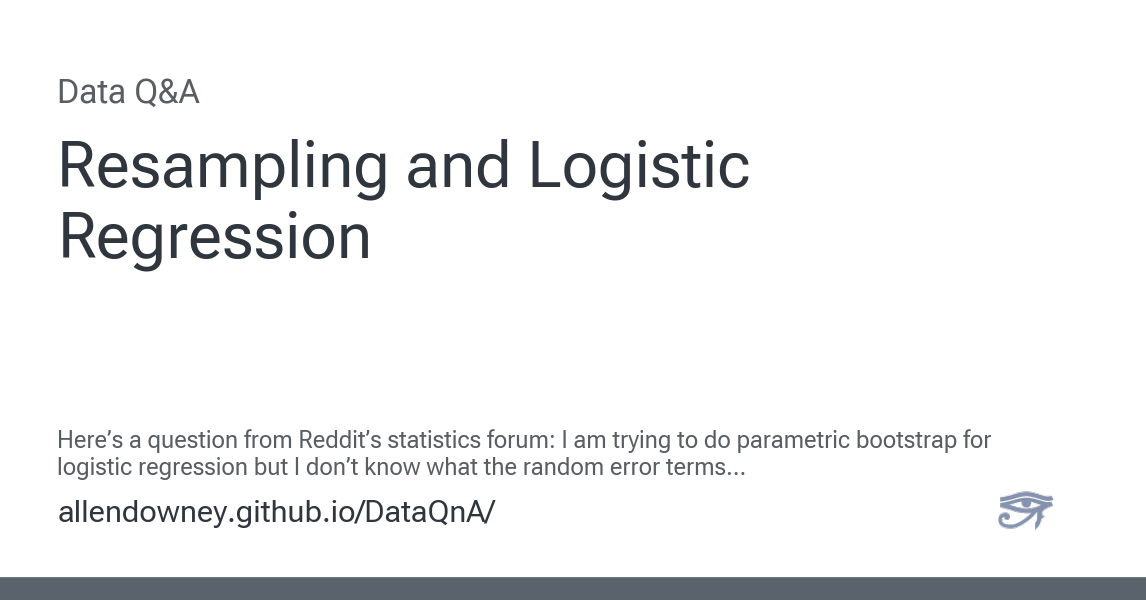 Data Q&A
Resampling and Logistic
Regression
Here’s a question from Reddit’s statistics forum: I am trying to do parametric bootstrap for
logistic regression but I don’t know what the random error terms...
allendowney.github.io/DataQnA/